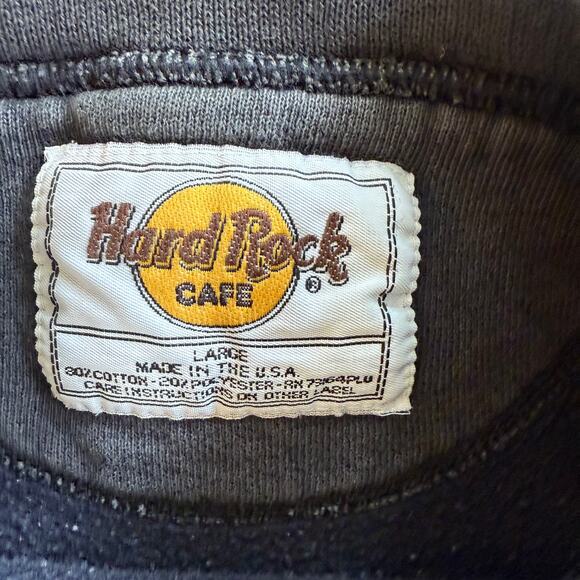 Hard Rock
CAFE
®
LARGE
MADE IN THE U.S.A.
80% COTTON - 20% POLYESTER - RN 73164PLU
CARE INSTRUCTIONS ON OTHER LABEL